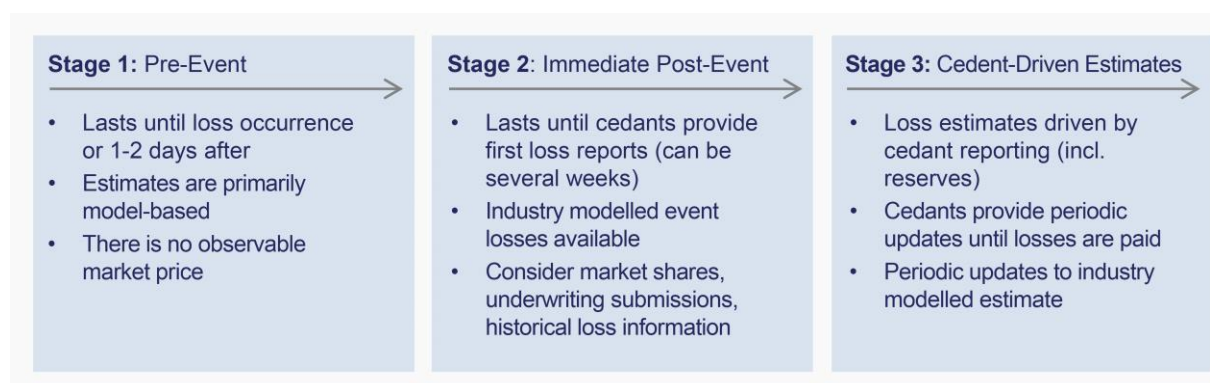 Stage 1: Pre-Event
• Lasts until loss occurrence
or 1-2 days after
• Estimates are primarily
model-based
• There is no observable
market price
Stage 2: Immediate Post-Event
• Lasts until cedants provide
first loss reports (can be
several weeks)
• Industry modelled event
losses available
• Consider market shares,
underwriting submissions,
historical loss information
Stage 3: Cedent-Driven Estimates
• Loss estimates driven by
cedant reporting (incl.
reserves)
• Cedants provide periodic
updates until losses are paid
• Periodic updates to industry
modelled estimate